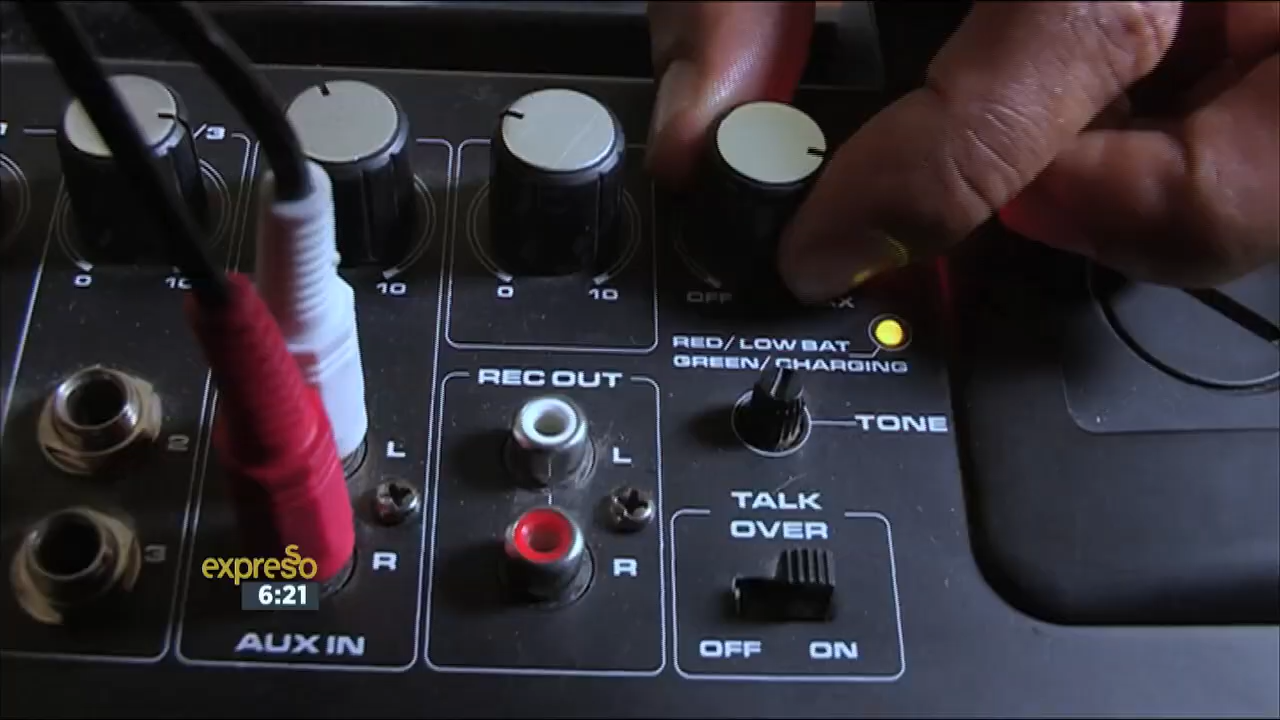 /3
0
10
10
0
10
OFF
RED/LOW BAT
GREEN/CHARGING
REC OUT
TONE
2
L
L
TALK
OVER
3
R
R
expresso
6:21
AUX IN
OFF
ON